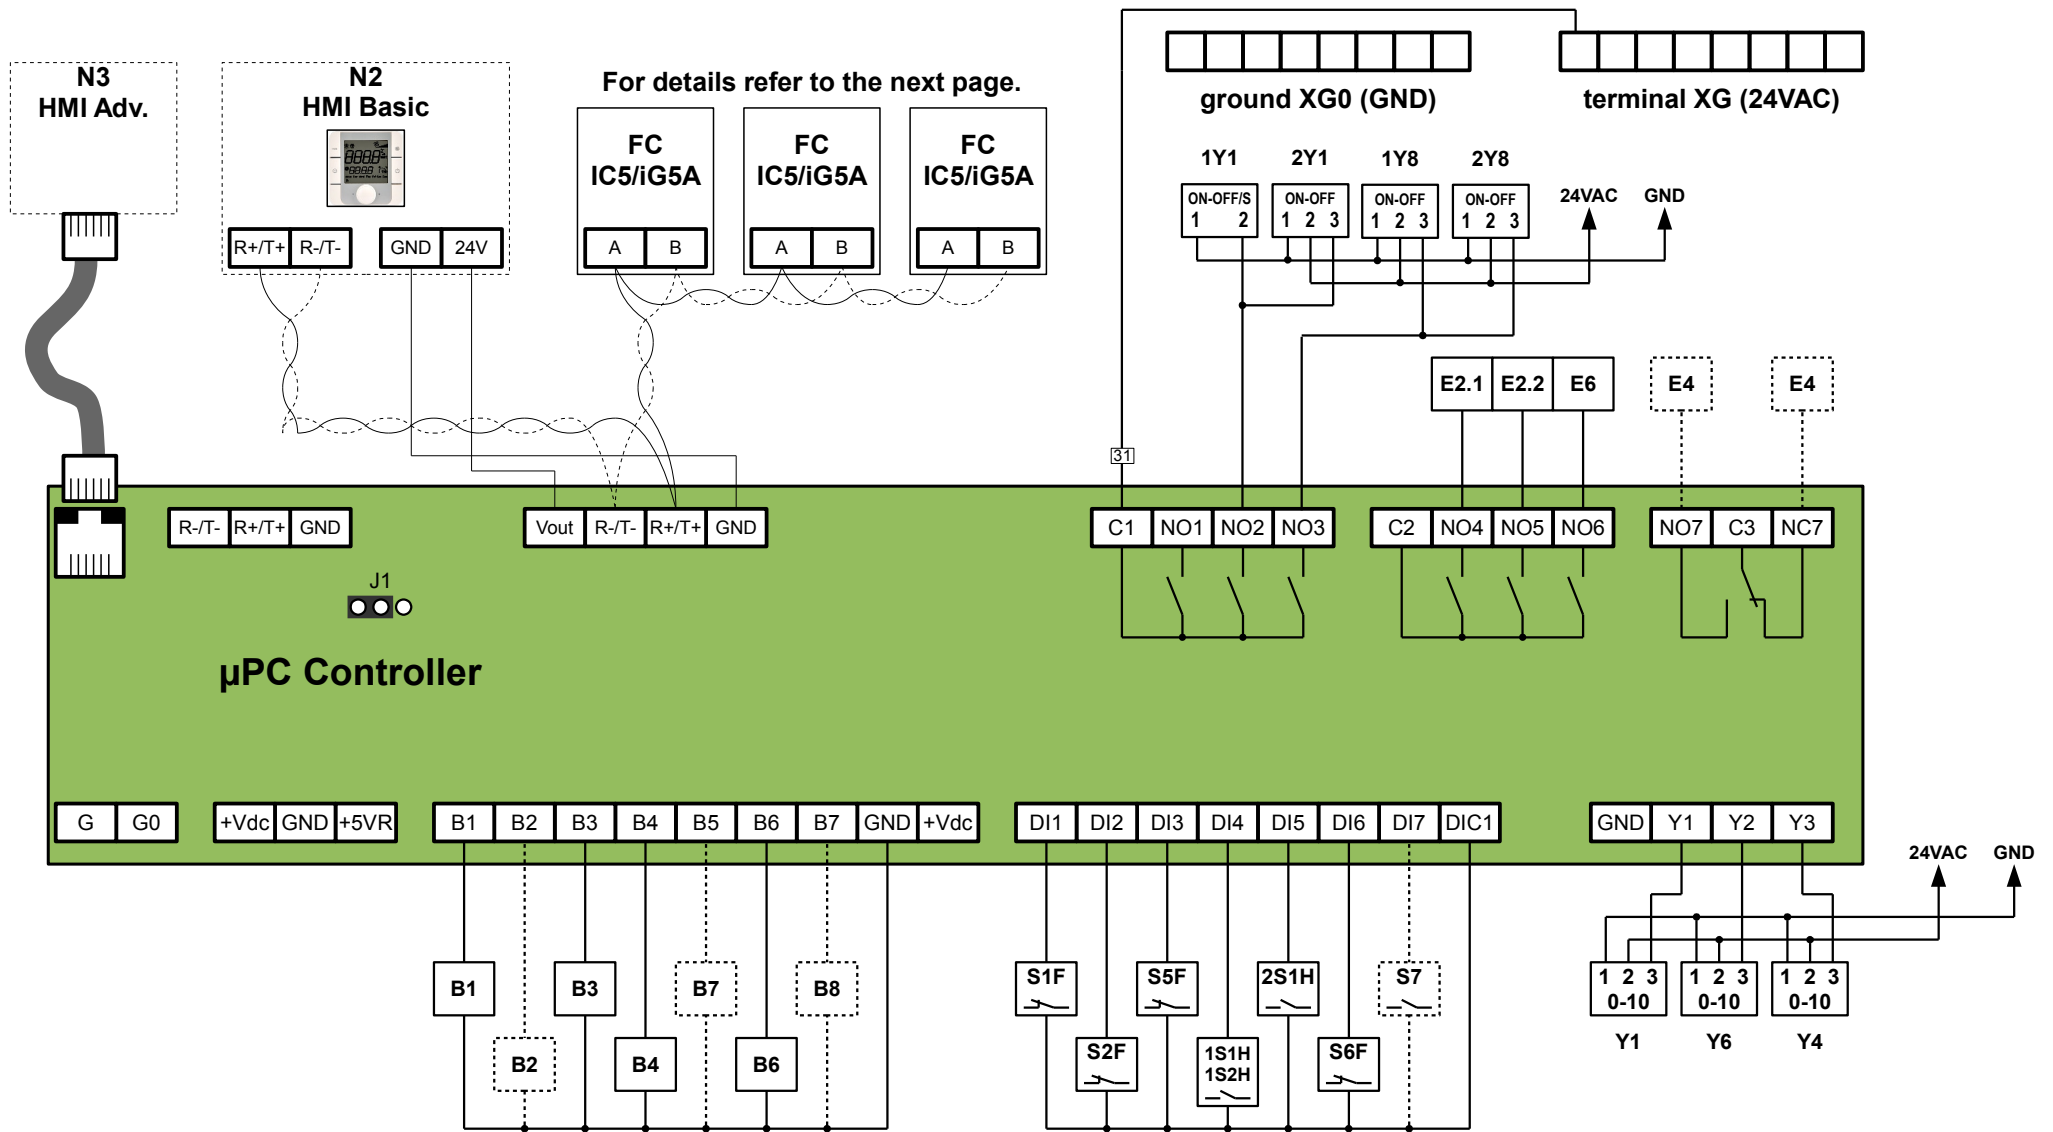 N3
HMI Adv.
N2
HMI Basic
For details refer to the next page.
FC
IC5/iG5A
FC
IC5/iG5A
FC
IC5/iG5A
ground XG0 (GND)
terminal XG (24VAC)
1Y1 2Y1 1Y8 2Y8
24VAC GND
ON-OFF/S
1 2
ON-OFF
1 2 3
ON-OFF
1 2 3
ON-OFF
1 2 3
R+/T+ R-/T- GND 24V
A B A B A B
E2.1 E2.2 E6 E4 E4
31
R-/T- R+/T+ GND
Vout R-/T- R+/T+ GND
C1 NO1 NO2 NO3
C2 NO4 NO5 NO6
NO7 C3 NC7
J1
µPC Controller
G G0
+Vdc GND +5VR
B1 B2 B3 B4 B5 B6 B7 GND +Vdc
DI1 DI2 DI3 DI4 DI5 DI6 DI7 DIC1
GND Y1 Y2 Y3
24VAC GND
B1 B3 B7 B8
B2 B4 B6
S1F S5F 2S1H S7
S2F
1S1H
1S2H
S6F
1 2 3
0-10
1 2 3
0-10
1 2 3
0-10
Y1 Y6 Y4